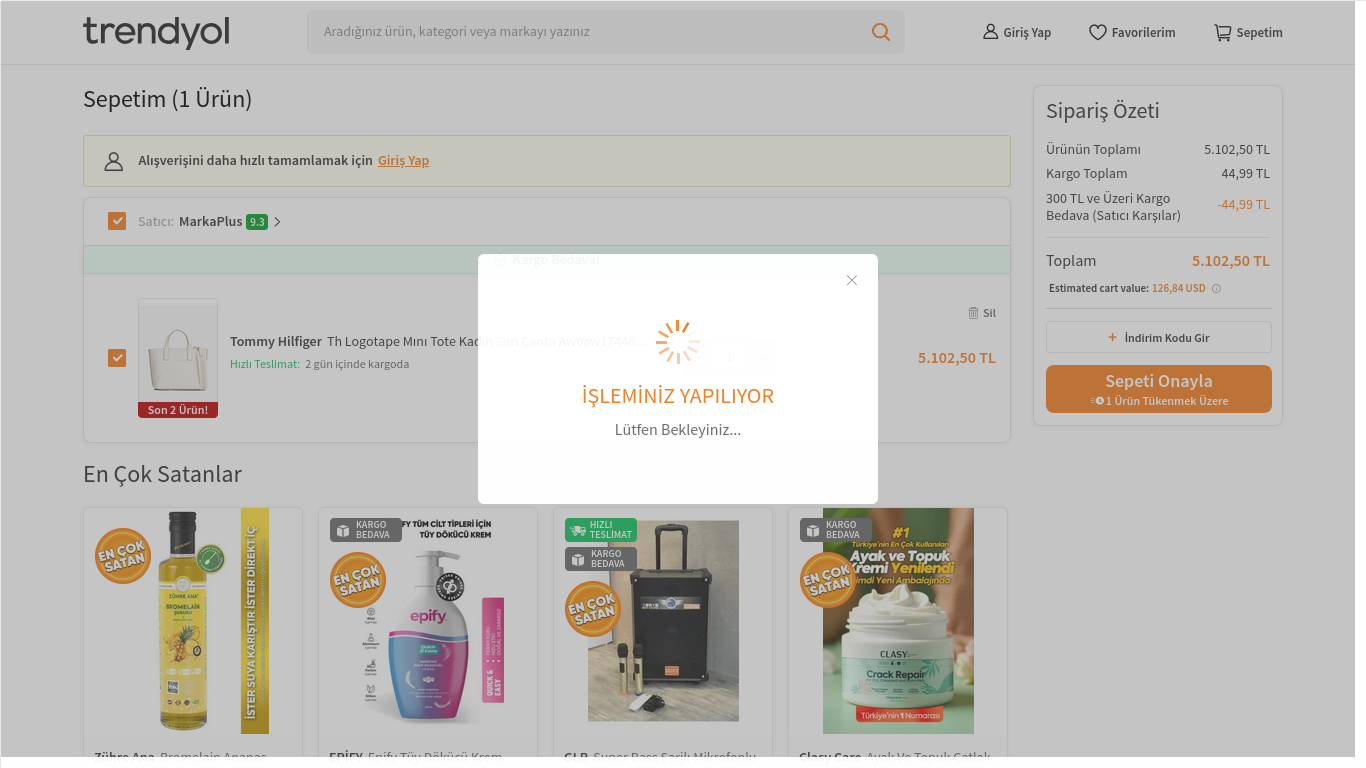 trendyol
Aradığınız ürün, kategori veya markayı yazınız
Giriş Yap
Favorilerim
Sepetim
Sepetim (1 Ürün)
Alışverişini daha hızlı tamamlamak için Giriş Yap
Satıcı: MarkaPlus 9.3
Kargo Bedava!
Sil
Tommy Hilfiger Th Logotape Mını Tote Kadın Sırt Çanta
Hızlı Teslimat: 2 gün içinde kargoda
1
5.102,50 TL
Son 2 Ürün!
İŞLEMİNİZ YAPILIYOR
Lütfen Bekleyiniz...
Sipariş Özeti
Ürünün Toplamı 5.102,50 TL
Kargo Toplam 44,99 TL
300 TL ve Üzeri Kargo
Bedava (Satıcı Karşılar) -44,99 TL
Toplam 5.102,50 TL
Estimated cart value: 126,84 USD
+ İndirim Kodu Gir
Sepeti Onayla
1 Ürün Tükenmek Üzere
En Çok Satanlar
EN ÇOK
SATAN
ZÜHRE ANA
BROMELAIN
ŞURUBU
İSTER SUYA KARIŞTIR İSTER DİREKT İÇ
Zühre Ana Bromelain Ananas
KARGO
BEDAVA
EPİFY TÜM CİLT TİPLERİ İÇİN
TÜY DÖKÜCÜ KREM
EN ÇOK
SATAN
epify
Quick & Easy
QUICK &
EASY
EPİFY Epify Tüy Dökücü Krem
HIZLI
TESLİMAT
KARGO
BEDAVA
EN ÇOK
SATAN
GLB Super Bass Şarjlı Mikrofonlu
KARGO
BEDAVA
#1
Türkiye'nin En Çok Kullanılan
Ayak ve Topuk
Kremi Yenilendi
Şimdi Yeni Ambalajında
EN ÇOK
SATAN
CLASY
Crack Repair
Türkiye'nin 1 Numarası
Clasy Care Ayak Ve Topuk Çatlak